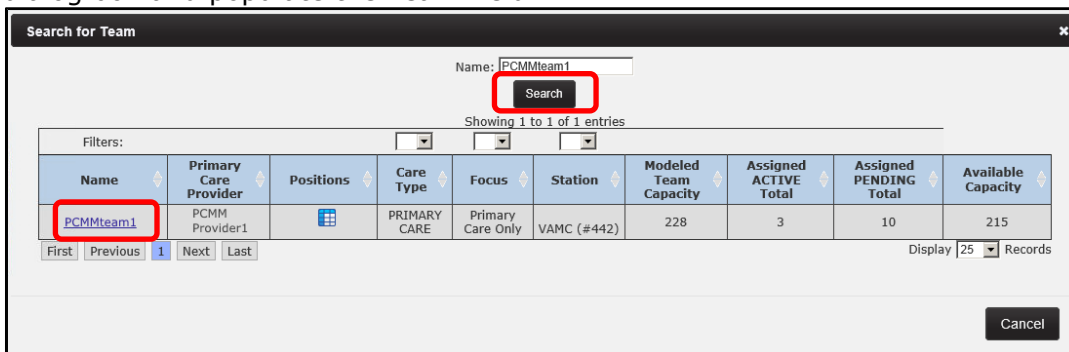 Search for Team ×
Name: PCMMteam1
Search
Showing 1 to 1 of 1 entries
Filters:
Name Primary Care Provider Positions Care Type Focus Station Modeled Team Capacity Assigned ACTIVE Total Assigned PENDING Total Available Capacity
PCMMteam1 PCMM Provider1 PRIMARY CARE Primary Care Only VAMC (#442) 228 3 10 215
First Previous 1 Next Last Display 25 Records
Cancel